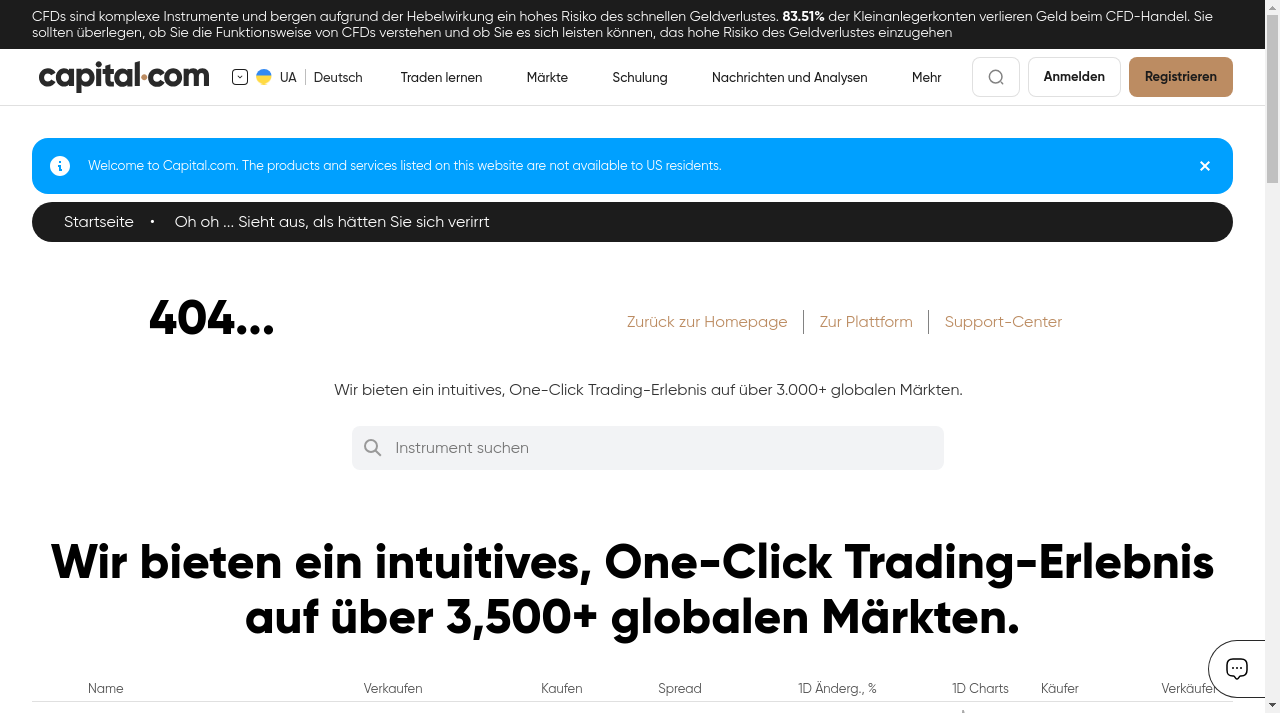 CFDs sind komplexe Instrumente und bergen aufgrund der Hebelwirkung ein hohes Risiko des schnellen Geldverlustes. 83.51% der Kleinanlegerkonten verlieren Geld beim CFD-Handel. Sie
sollten überlegen, ob Sie die Funktionsweise von CFDs verstehen und ob Sie es sich leisten können, das hohe Risiko des Geldverlustes einzugehen
capital.com UA Deutsch Traden lernen Märkte Schulung Nachrichten und Analysen Mehr Anmelden Registrieren
Welcome to Capital.com. The products and services listed on this website are not available to US residents.
Startseite • Oh oh ... Sieht aus, als hätten Sie sich verirrt
404...
Zurück zur Homepage Zur Plattform Support-Center
Wir bieten ein intuitives, One-Click Trading-Erlebnis auf über 3.000+ globalen Märkten.
Instrument suchen
Wir bieten ein intuitives, One-Click Trading-Erlebnis
auf über 3,500+ globalen Märkten.
Name Verkaufen Kaufen Spread 1D Änderg., % 1D Charts Käufer Verkäufer